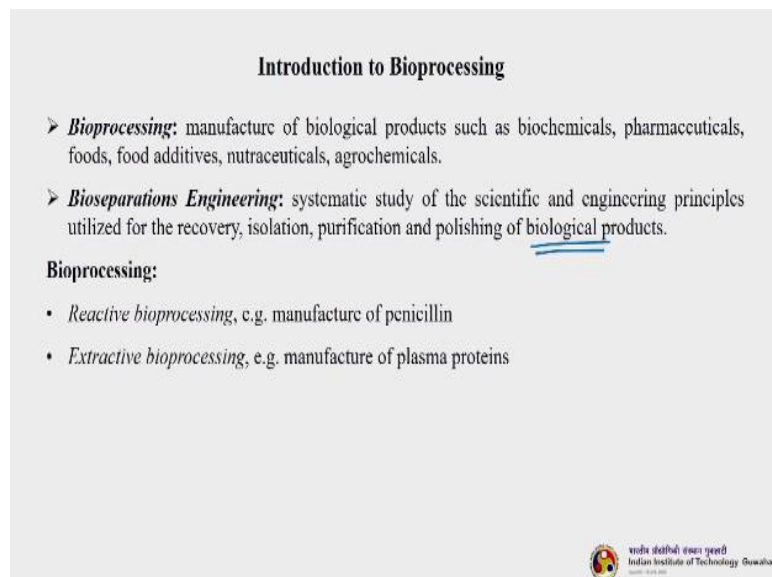 Introduction to Bioprocessing
➢ Bioprocessing: manufacture of biological products such as biochemicals, pharmaceuticals,
foods, food additives, nutraceuticals, agrochemicals.
➢ Bioseparations Engineering: systematic study of the scientific and engineering principles
utilized for the recovery, isolation, purification and polishing of biological products.
Bioprocessing:
• Reactive bioprocessing, e.g. manufacture of penicillin
• Extractive bioprocessing, e.g. manufacture of plasma proteins
भारतीय प्रौद्योगिकी संस्थान गुवाहाटी
Indian Institute of Technology Guwaha